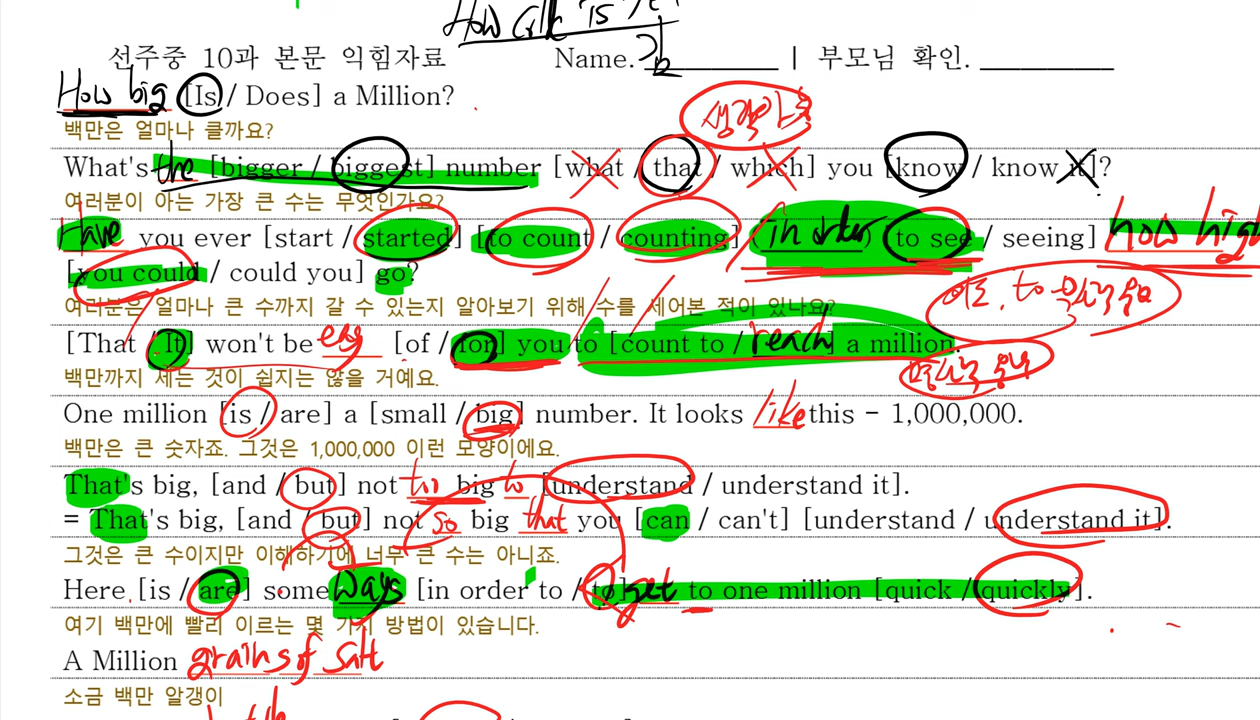 How is
선주중 10과 본문 익힘자료 Name. ________ | 부모님 확인. ________
How big [Is / Does] a Million?
백만은 얼마나 클까요?
생략가능
What's the [bigger / biggest] number [what / that / which] you [know / know it]?
여러분이 아는 가장 큰 수는 무엇인가요?
Have you ever [start / started] [to count / counting] (in order) [to see / seeing] how high
[you could / could you] go?
여러분은 얼마나 큰 수까지 갈 수 있는지 알아보기 위해 수를 세어본 적이 있나요?
[That / It] won't be easy [of / for] you to [count to / reach] a million.
백만까지 세는 것이 쉽지는 않을 거예요.
One million [is / are] a [small / big] number. It looks like this - 1,000,000.
백만은 큰 숫자죠. 그것은 1,000,000 이런 모양이에요.
That's big, [and / but] not too big to [understand / understand it].
= That's big, [and / but] not so big that you [can / can't] [understand / understand it].
그것은 큰 수이지만 이해하기에 너무 큰 수는 아니죠.
Here [is / are] some ways [in order to / to] get to one million [quick / quickly].
여기 백만에 빨리 이르는 몇 가지 방법이 있습니다.
A Million grains of Salt
소금 백만 알갱이